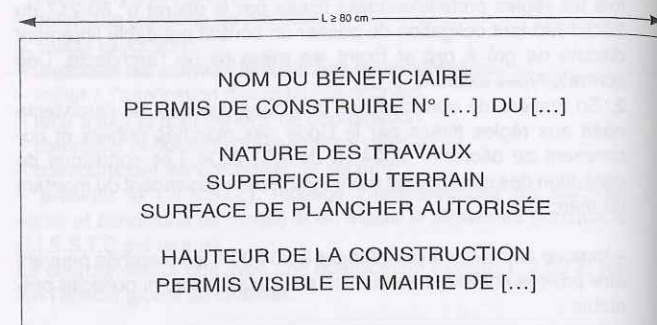 L ≥ 80 cm
NOM DU BÉNÉFICIAIRE
PERMIS DE CONSTRUIRE N° [...] DU [...]
NATURE DES TRAVAUX
SUPERFICIE DU TERRAIN
SURFACE DE PLANCHER AUTORISÉE
HAUTEUR DE LA CONSTRUCTION
PERMIS VISIBLE EN MAIRIE DE [...]